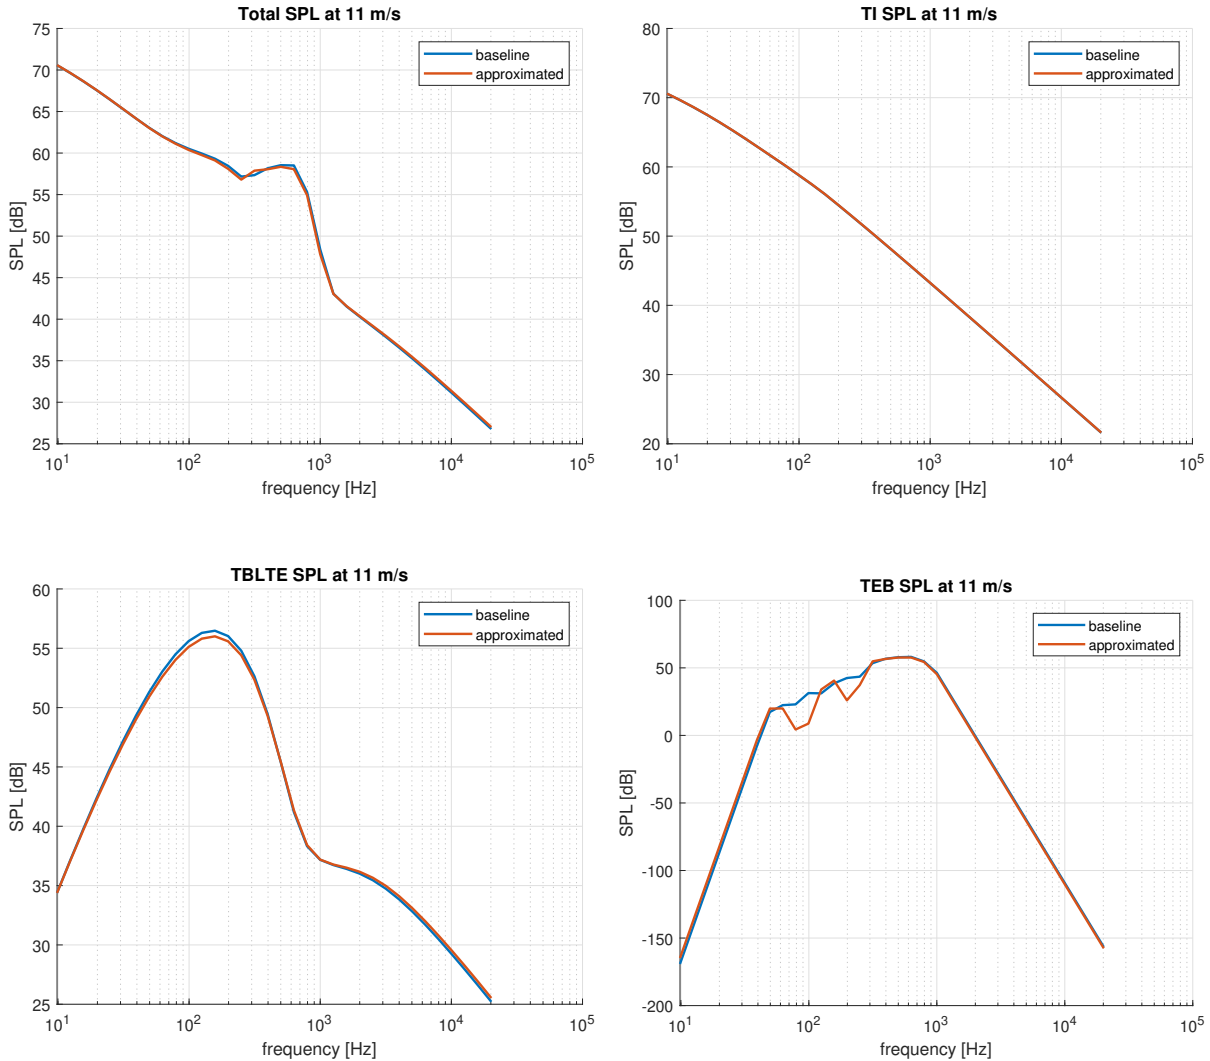 Total SPL at 11 m/s
75
70
65
60
55
50
45
40
35
30
25
SPL [dB]
baseline
approximated
10^1 10^2 10^3 10^4 10^5
frequency [Hz]
TI SPL at 11 m/s
80
70
60
50
40
30
20
SPL [dB]
baseline
approximated
10^1 10^2 10^3 10^4 10^5
frequency [Hz]
TBLTE SPL at 11 m/s
60
55
50
45
40
35
30
25
SPL [dB]
baseline
approximated
10^1 10^2 10^3 10^4 10^5
frequency [Hz]
TEB SPL at 11 m/s
100
50
0
-50
-100
-150
-200
SPL [dB]
baseline
approximated
10^1 10^2 10^3 10^4 10^5
frequency [Hz]